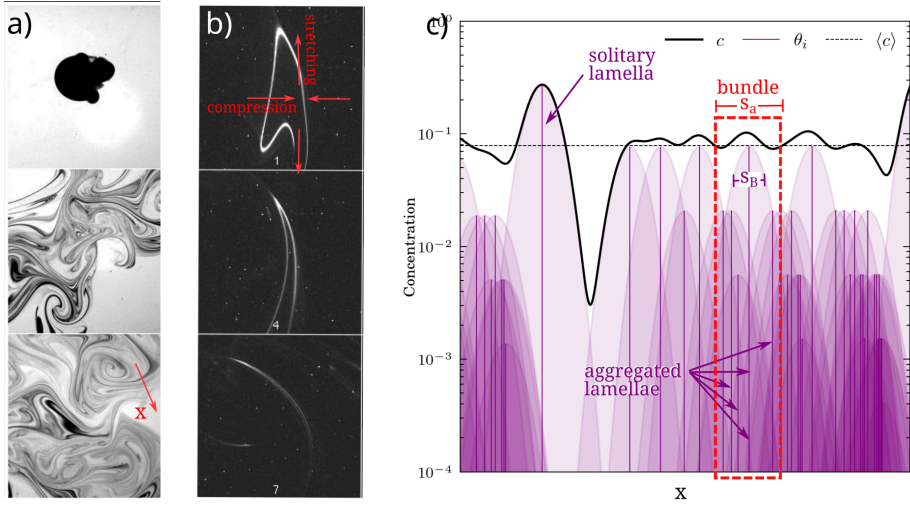 a)
x
b)
stretching
compression
1
4
7
c)
c θᵢ ⟨c⟩
solitary
lamella
bundle
sₐ
s_B
aggregated
lamellae
Concentration
10⁰
10⁻¹
10⁻²
10⁻³
10⁻⁴
x